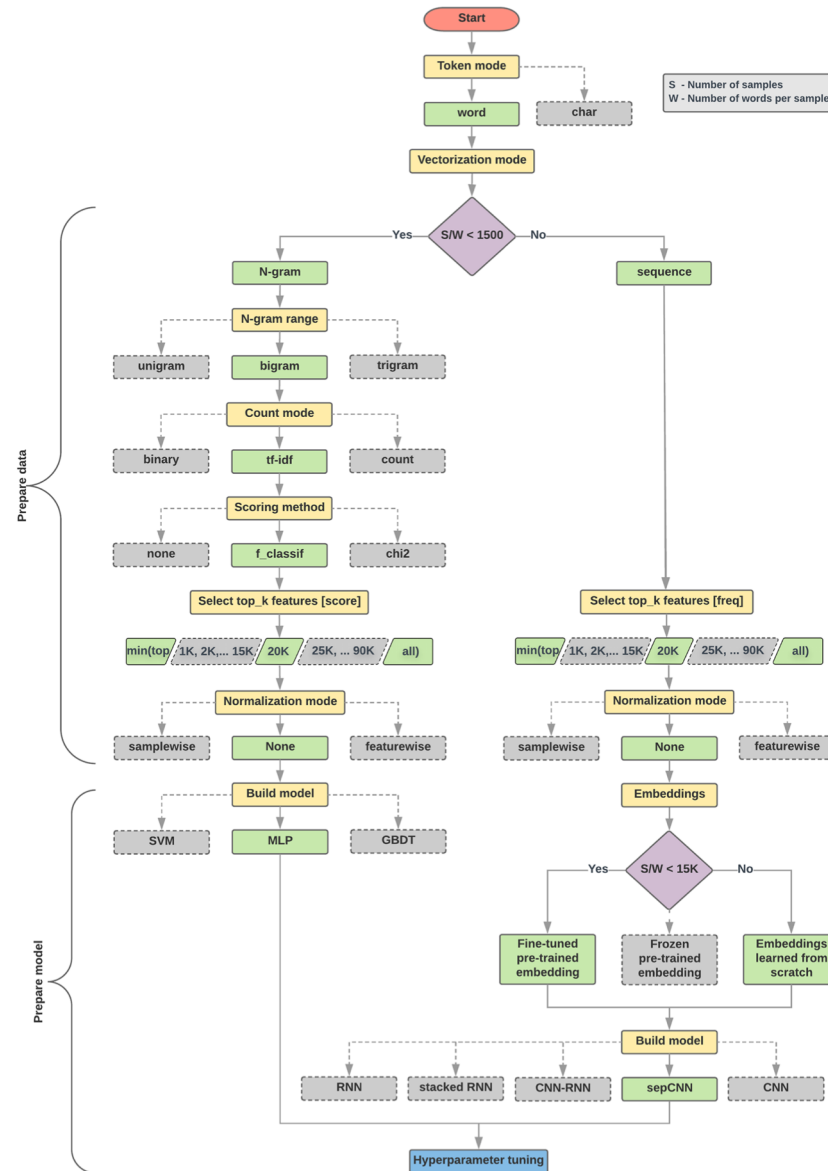 Start
Token mode
S - Number of samples
W - Number of words per sample
word
char
Vectorization mode
S/W < 1500
Yes
No
N-gram
sequence
N-gram range
unigram
bigram
trigram
Count mode
binary
tf-idf
count
Scoring method
none
f_classif
chi2
Select top_k features [score]
Select top_k features [freq]
min(top 1K, 2K,... 15K 20K 25K, ... 90K all)
min(top 1K, 2K,... 15K 20K 25K, ... 90K all)
Normalization mode
Normalization mode
samplewise
None
featurewise
samplewise
None
featurewise
Prepare data
Build model
Embeddings
SVM
MLP
GBDT
S/W < 15K
Yes
No
Fine-tuned
pre-trained
embedding
Frozen
pre-trained
embedding
Embeddings
learned from
scratch
Prepare model
Build model
RNN
stacked RNN
CNN-RNN
sepCNN
CNN
Hyperparameter tuning